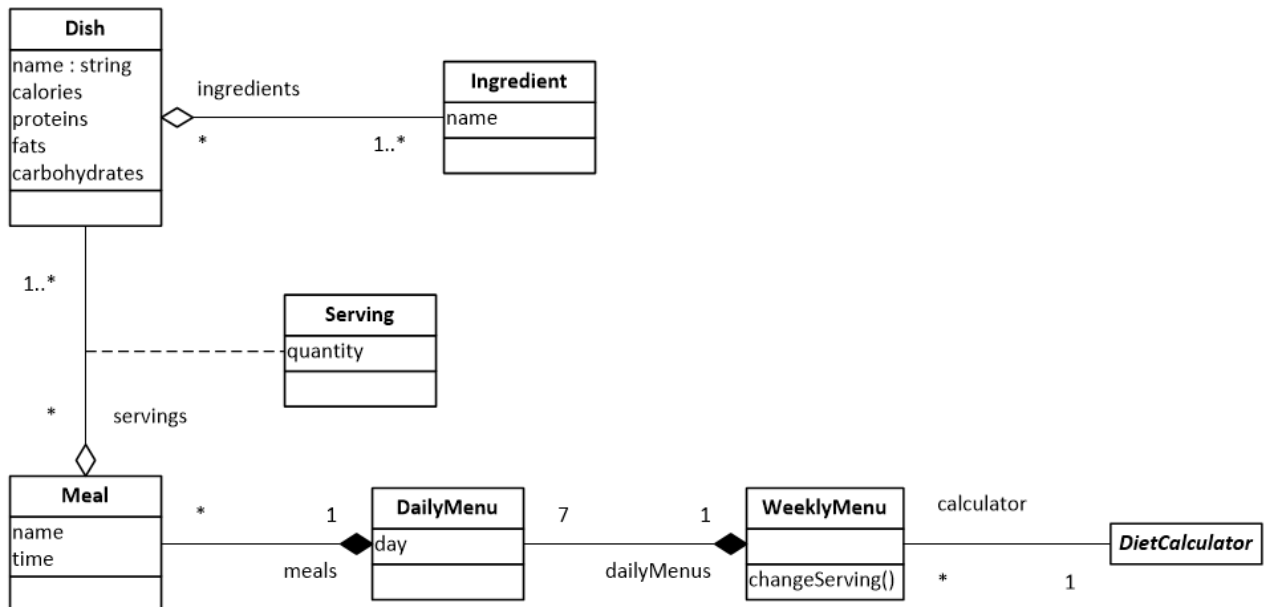 Dish
name : string
calories
proteins
fats
carbohydrates
ingredients
*
1..*
Ingredient
name
1..*
Serving
quantity
*
servings
Meal
name
time
*
1
meals
DailyMenu
day
7
1
dailyMenus
WeeklyMenu
changeServing()
calculator
*
1
DietCalculator